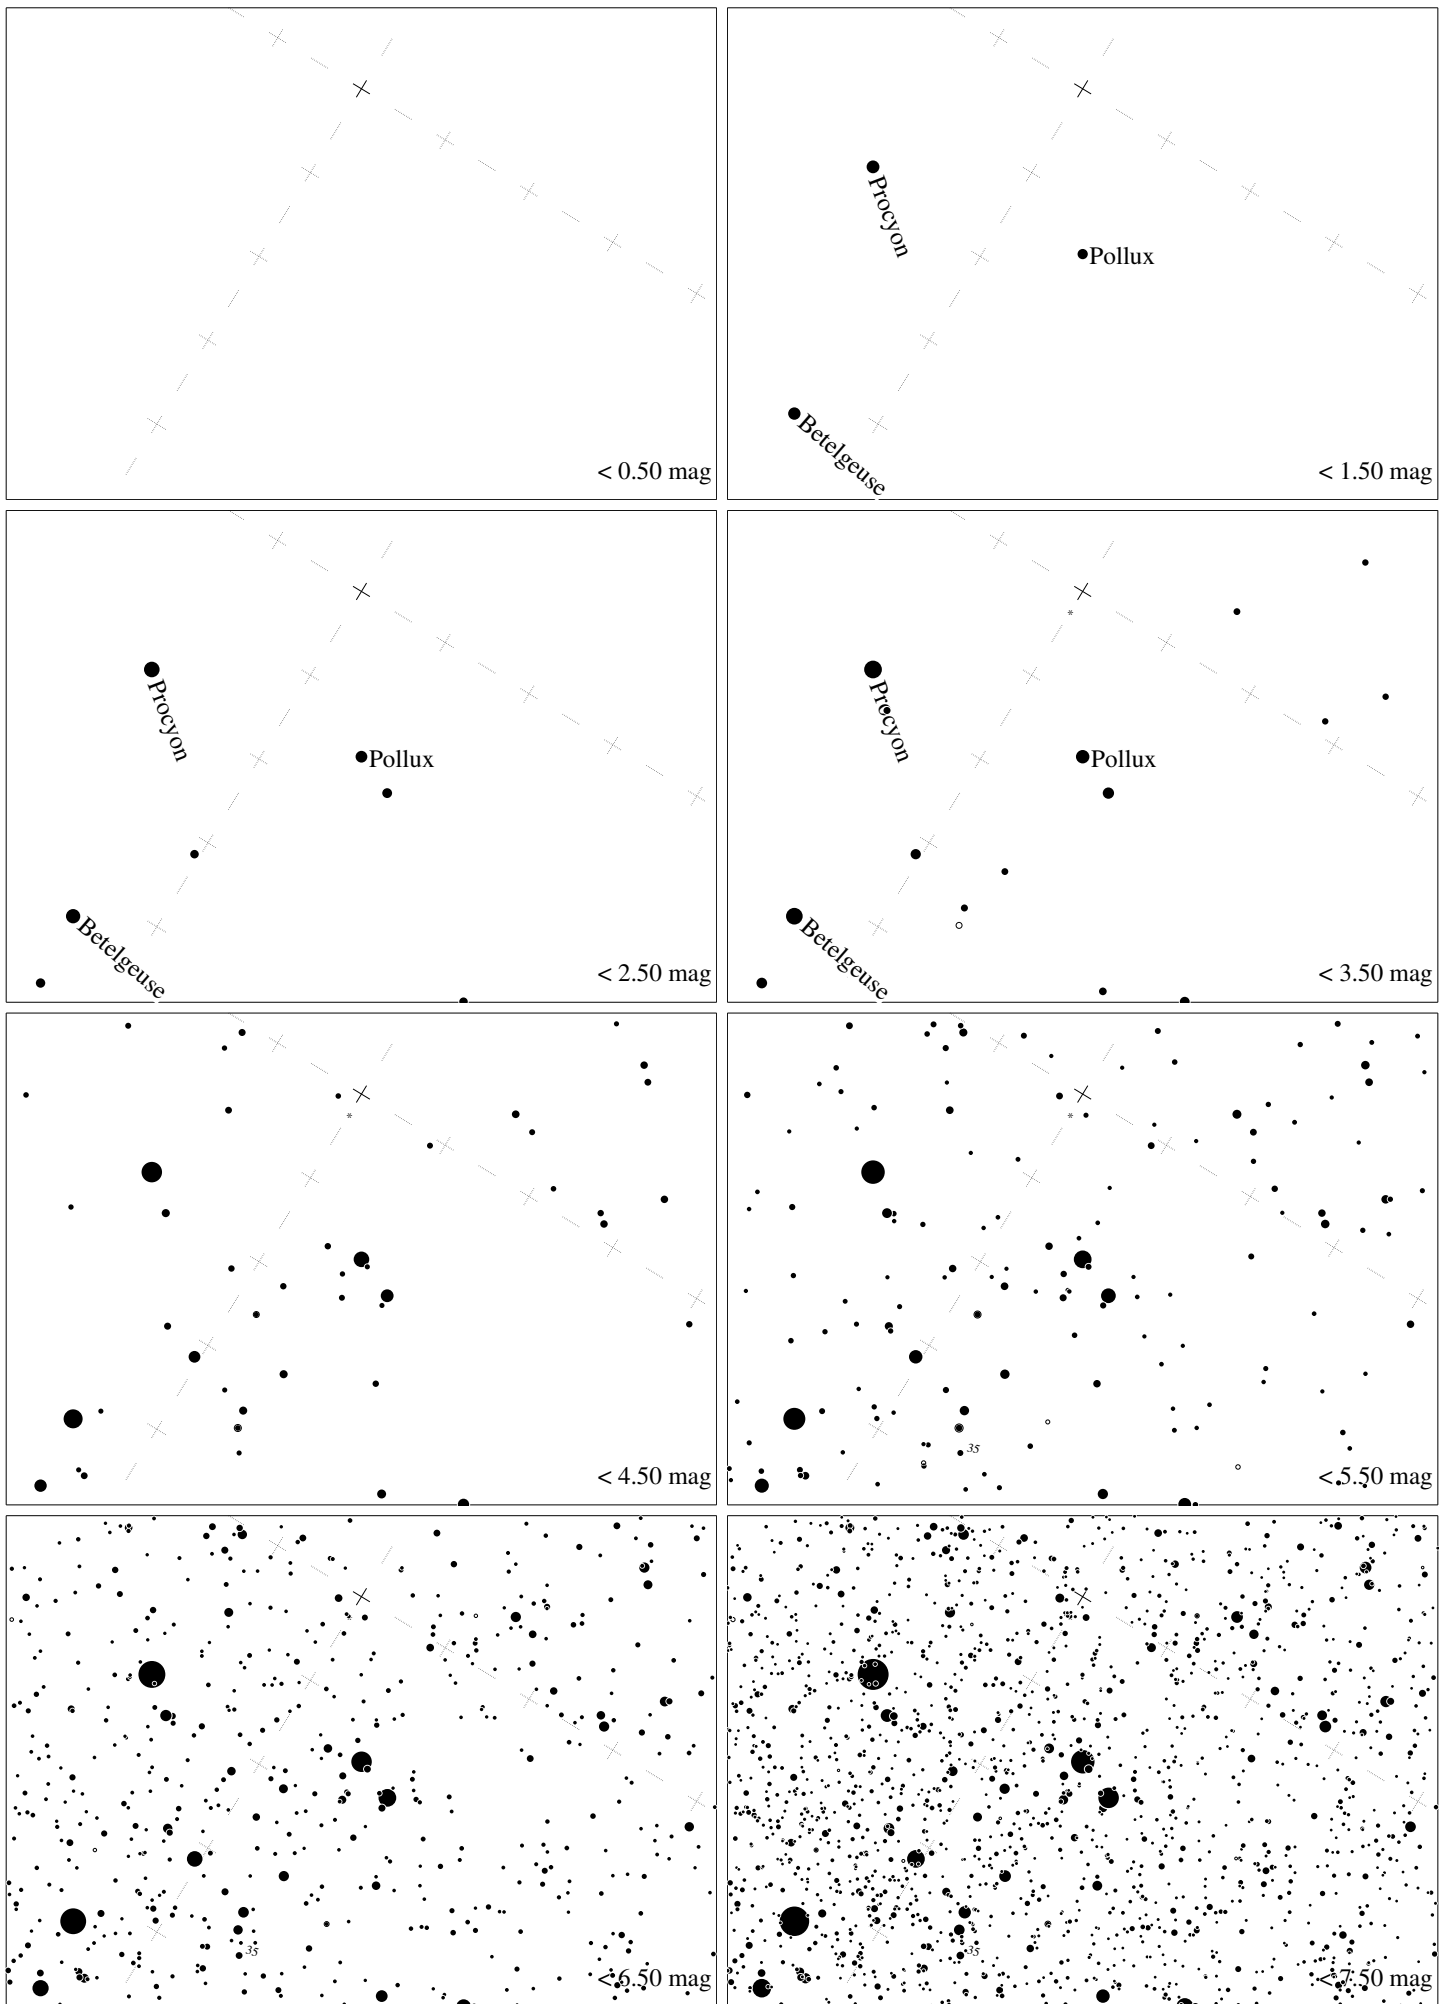 < 0.50 mag
Procyon
Pollux
Betelgeuse
< 1.50 mag
Procyon
Pollux
Betelgeuse
< 2.50 mag
Procyon
Pollux
Betelgeuse
< 3.50 mag
< 4.50 mag
35
< 5.50 mag
35
< 6.50 mag
35
< 7.50 mag